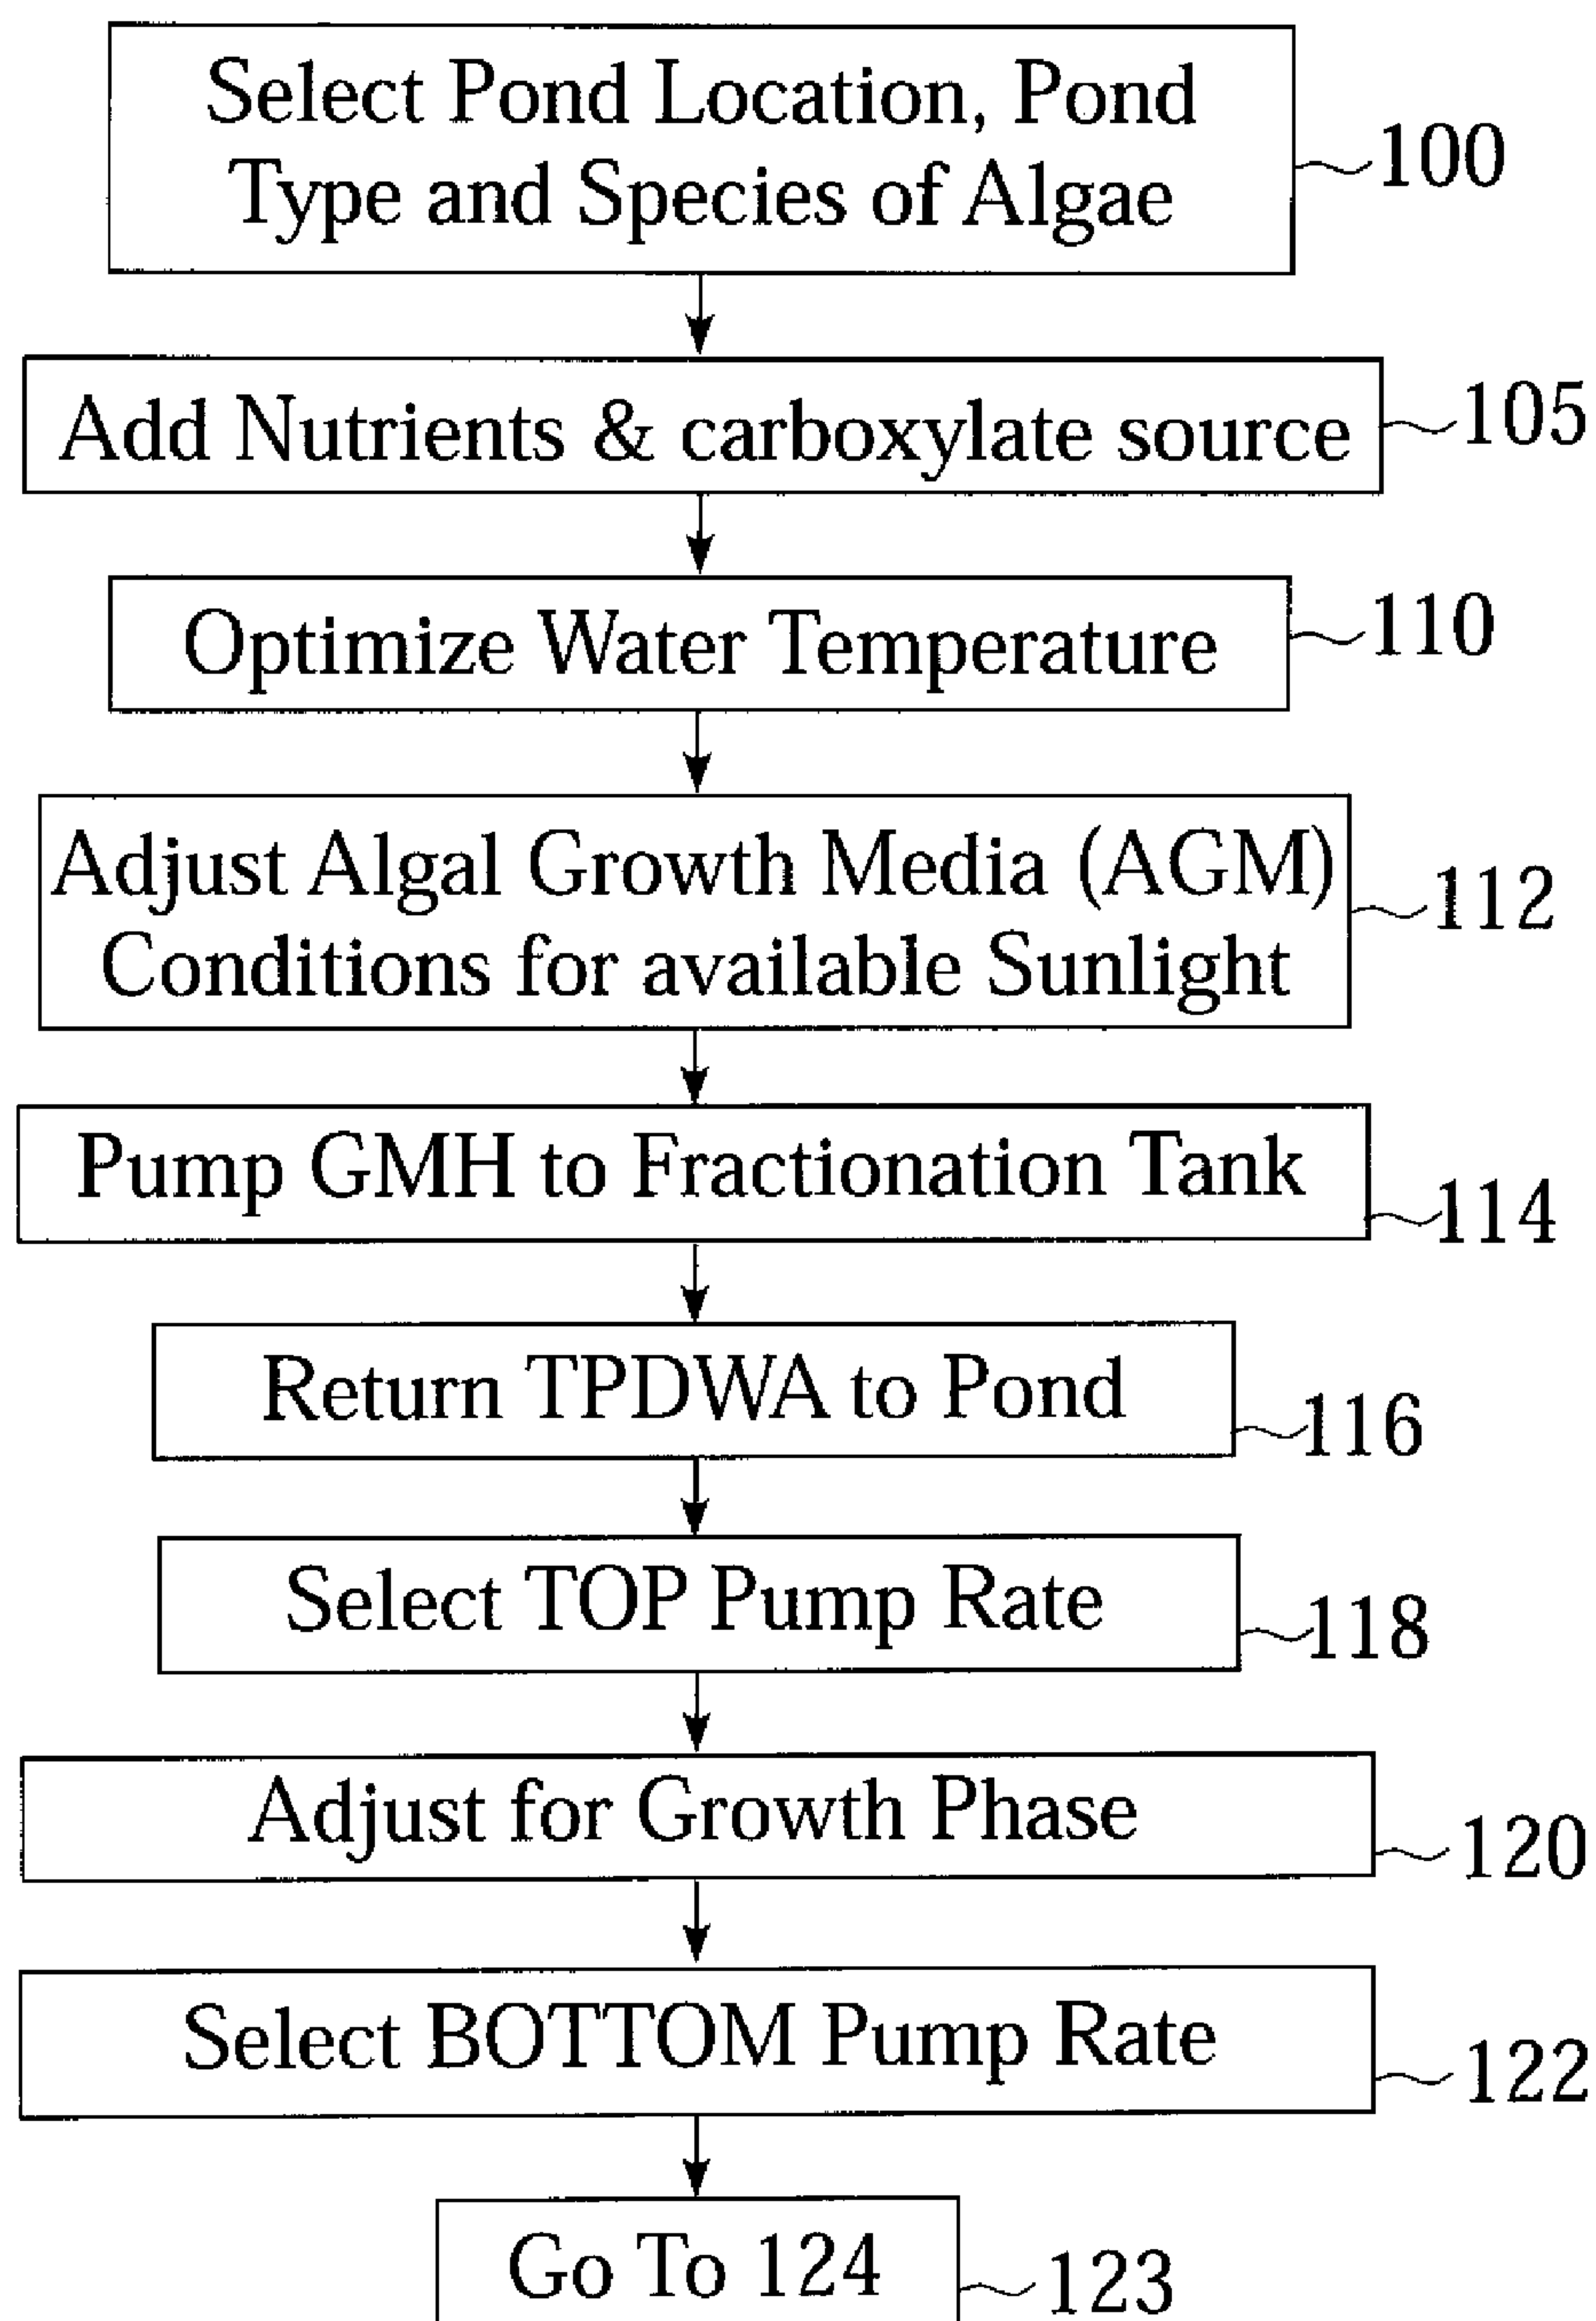 Select Pond Location, Pond
Type and Species of Algae
100
Add Nutrients & carboxylate source
105
Optimize Water Temperature
110
Adjust Algal Growth Media (AGM)
Conditions for available Sunlight
112
Pump GMH to Fractionation Tank
114
Return TPDWA to Pond
116
Select TOP Pump Rate
118
Adjust for Growth Phase
120
Select BOTTOM Pump Rate
122
Go To 124
123